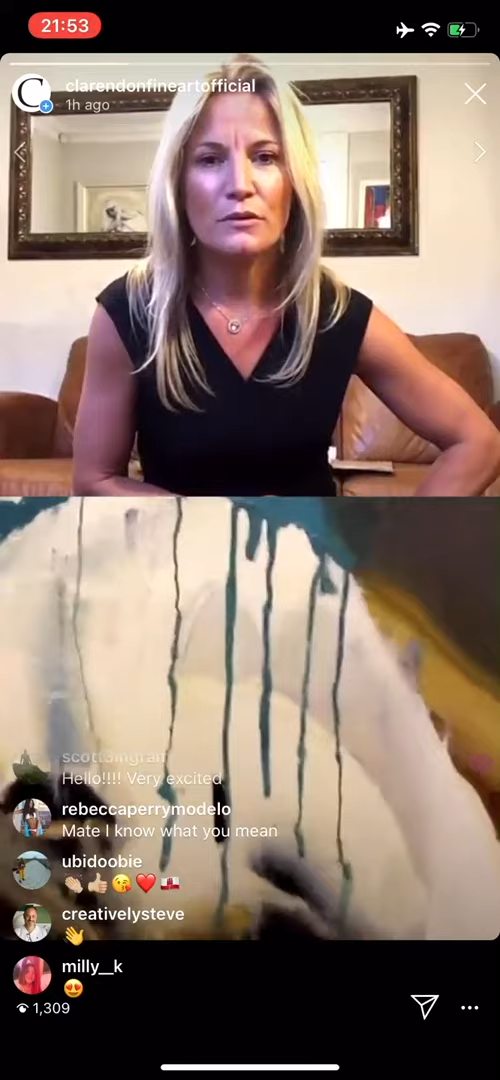 21:53
clarendonfineartofficial
1h ago
C
Hello!!!! Very excited
rebeccaperrymodelo
Mate I know what you mean
ubidoobie
👏🏼👍🏼😘❤️🇬🇮
creativelysteve
👋
milly__k
😍
1,309